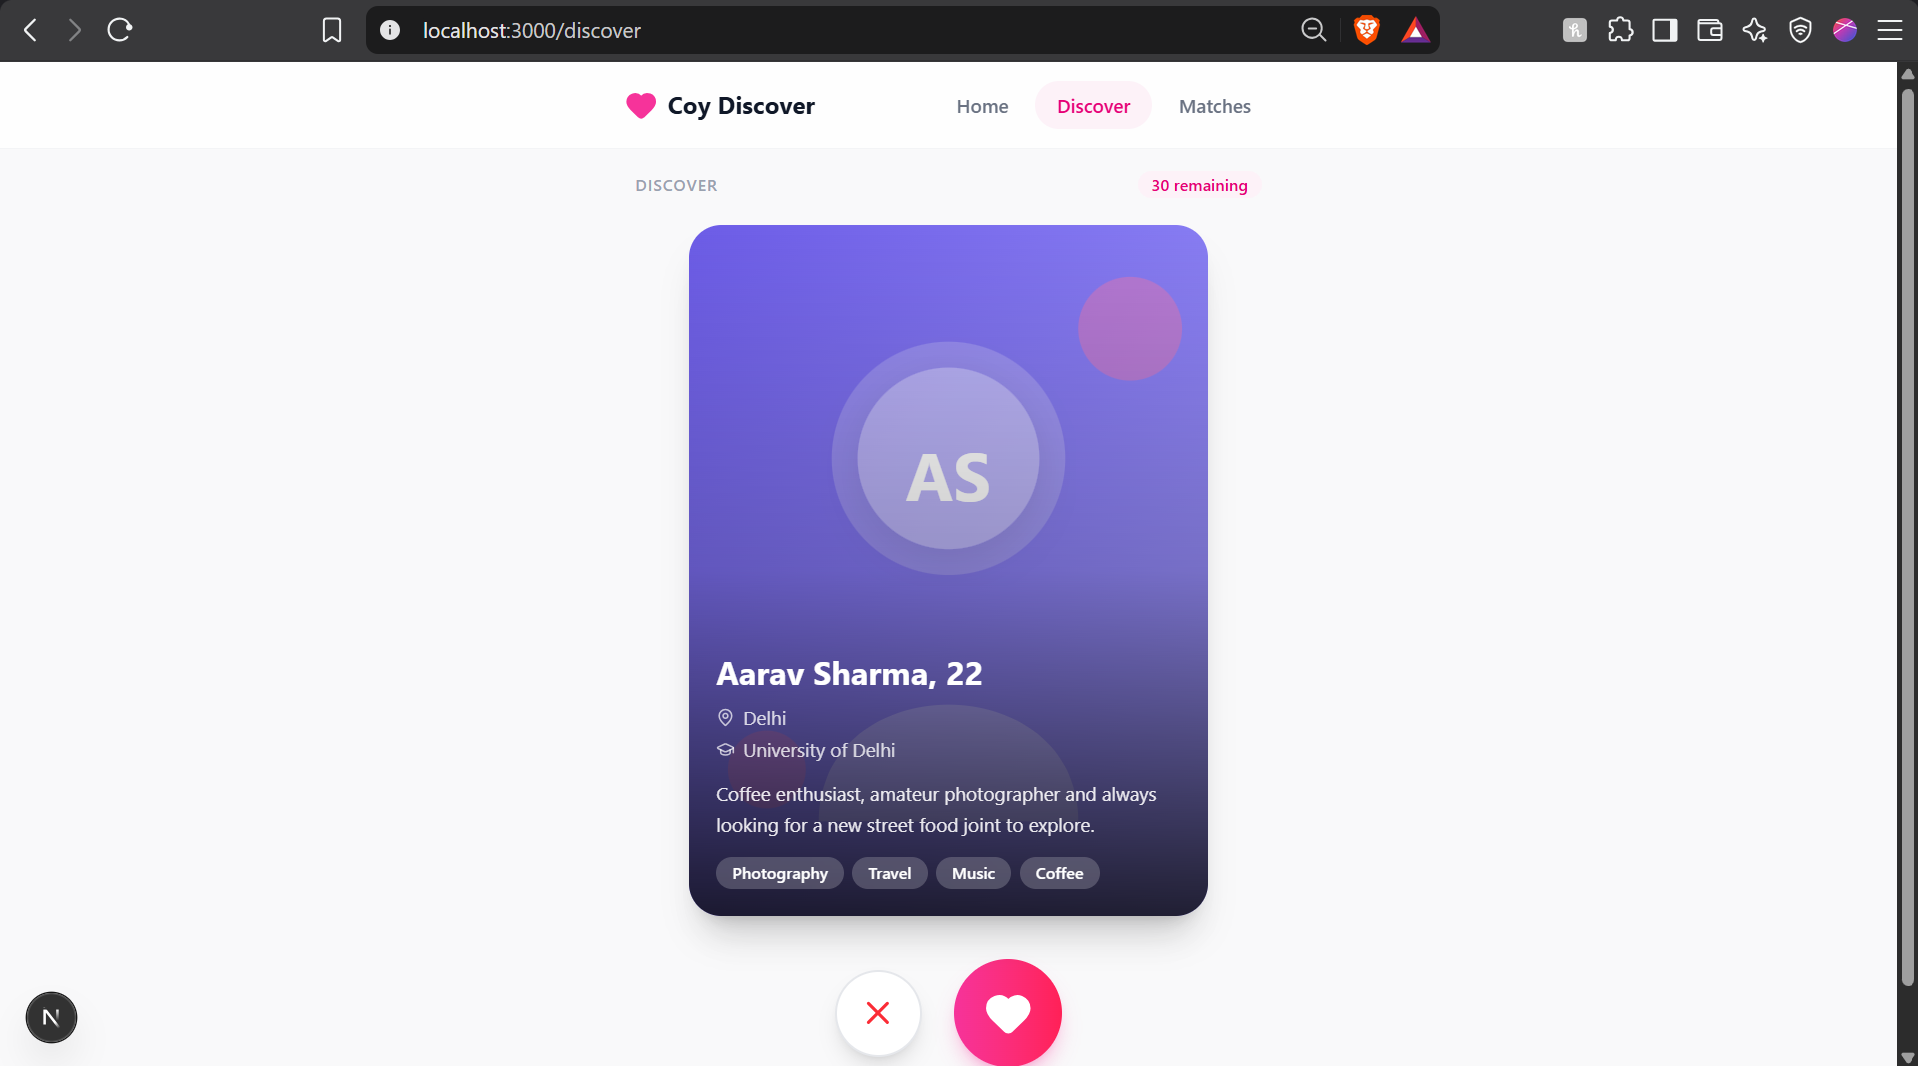 localhost:3000/discover
Coy Discover
Home
Discover
Matches
DISCOVER
30 remaining
AS
Aarav Sharma, 22
Delhi
University of Delhi
Coffee enthusiast, amateur photographer and always
looking for a new street food joint to explore.
Photography
Travel
Music
Coffee
N